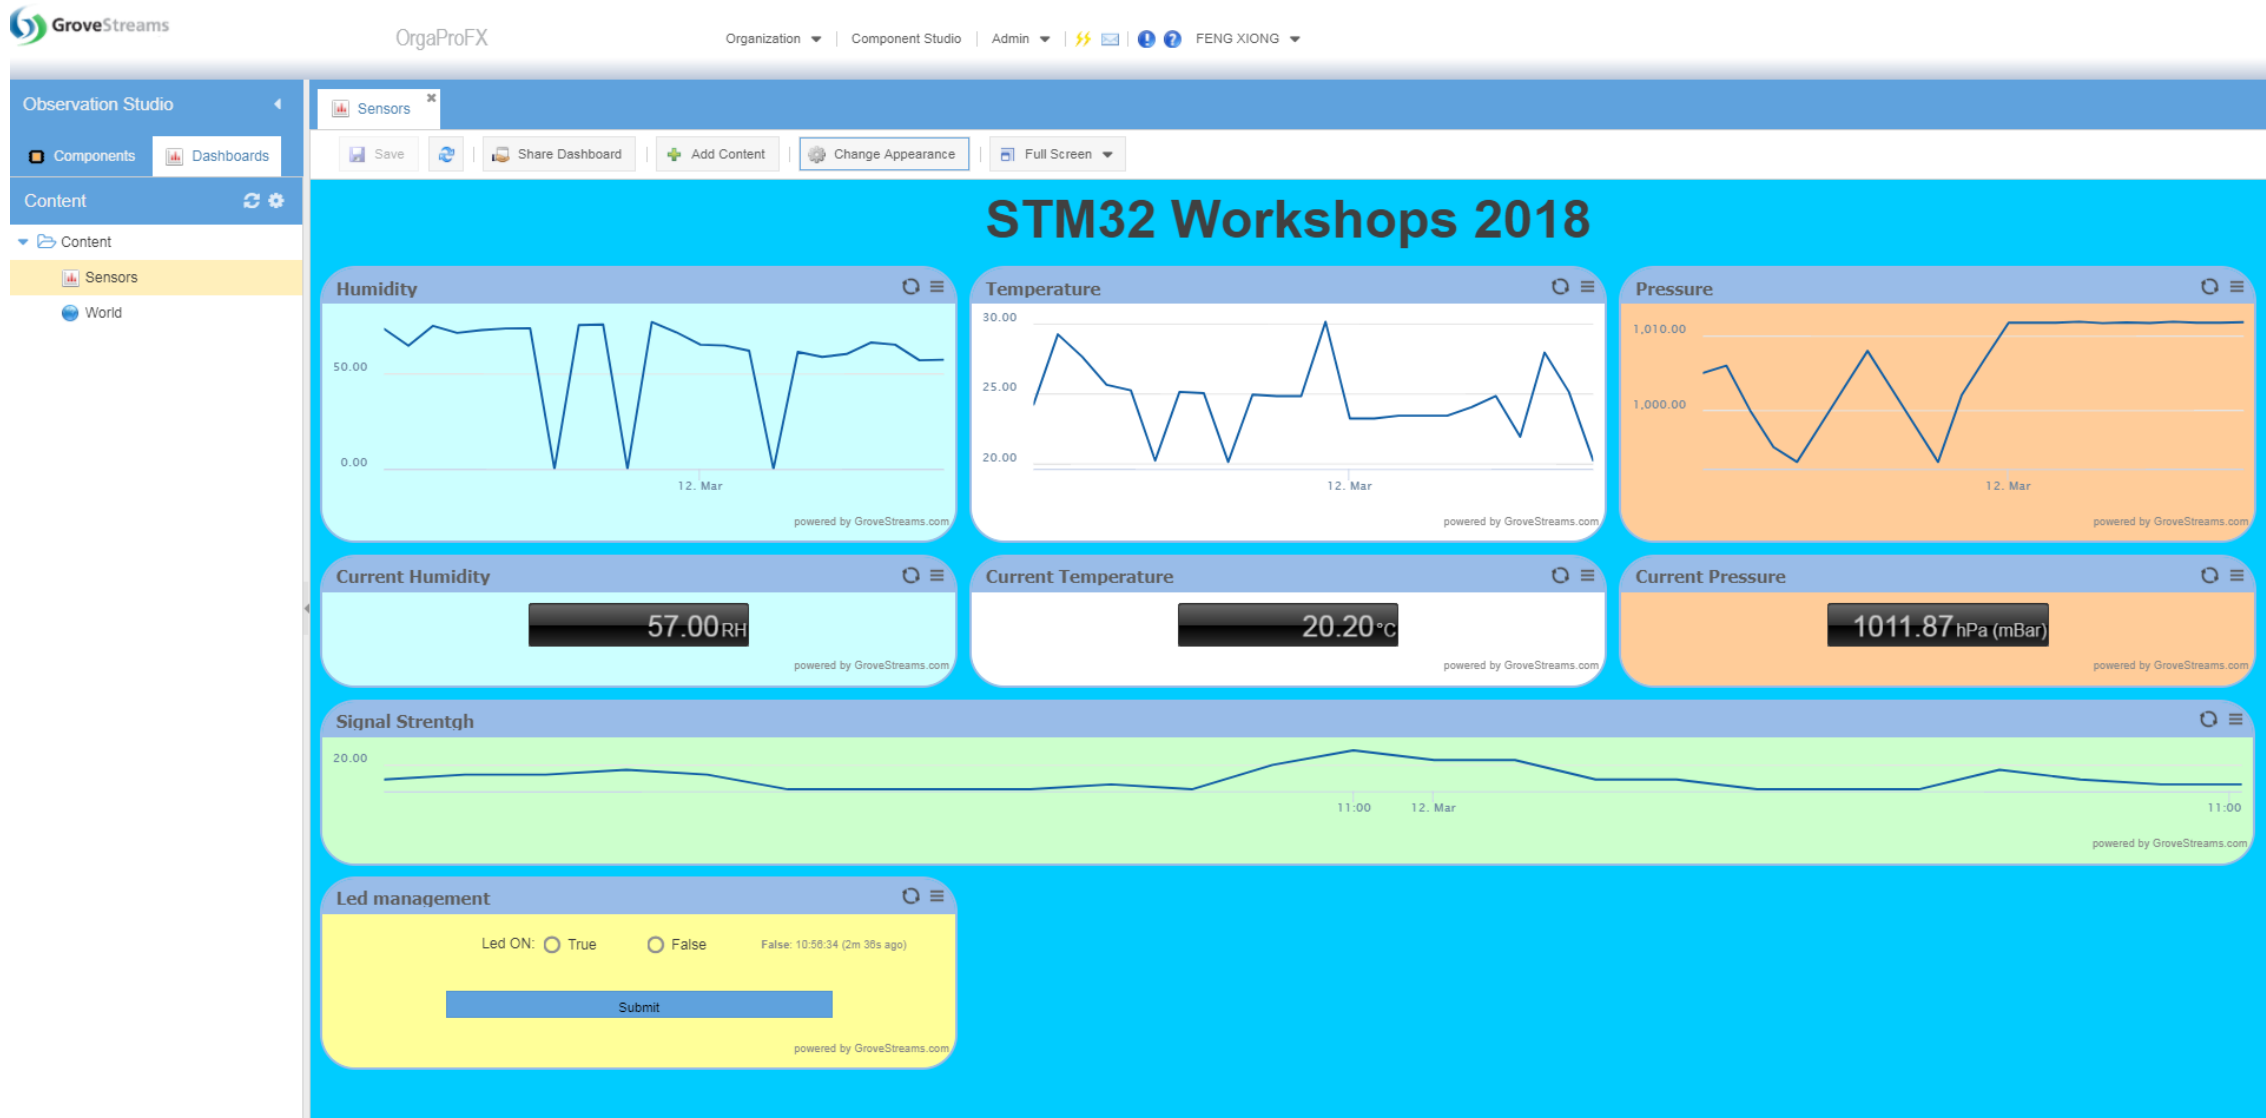 GroveStreams
OrgaProFX
Organization
Component Studio
Admin
FENG XIONG
Observation Studio
Components
Dashboards
Content
Content
Sensors
World
Sensors
Save
Share Dashboard
Add Content
Change Appearance
Full Screen
STM32 Workshops 2018
Humidity
50.00
0.00
12. Mar
powered by GroveStreams.com
Temperature
30.00
25.00
20.00
12. Mar
powered by GroveStreams.com
Pressure
1,010.00
1,000.00
12. Mar
powered by GroveStreams.com
Current Humidity
57.00 RH
powered by GroveStreams.com
Current Temperature
20.20 °C
powered by GroveStreams.com
Current Pressure
1011.87 hPa (mBar)
powered by GroveStreams.com
Signal Strentgh
20.00
11:00
12. Mar
11:00
powered by GroveStreams.com
Led management
Led ON: True False False: 10:56:34 (2m 36s ago)
Submit
powered by GroveStreams.com